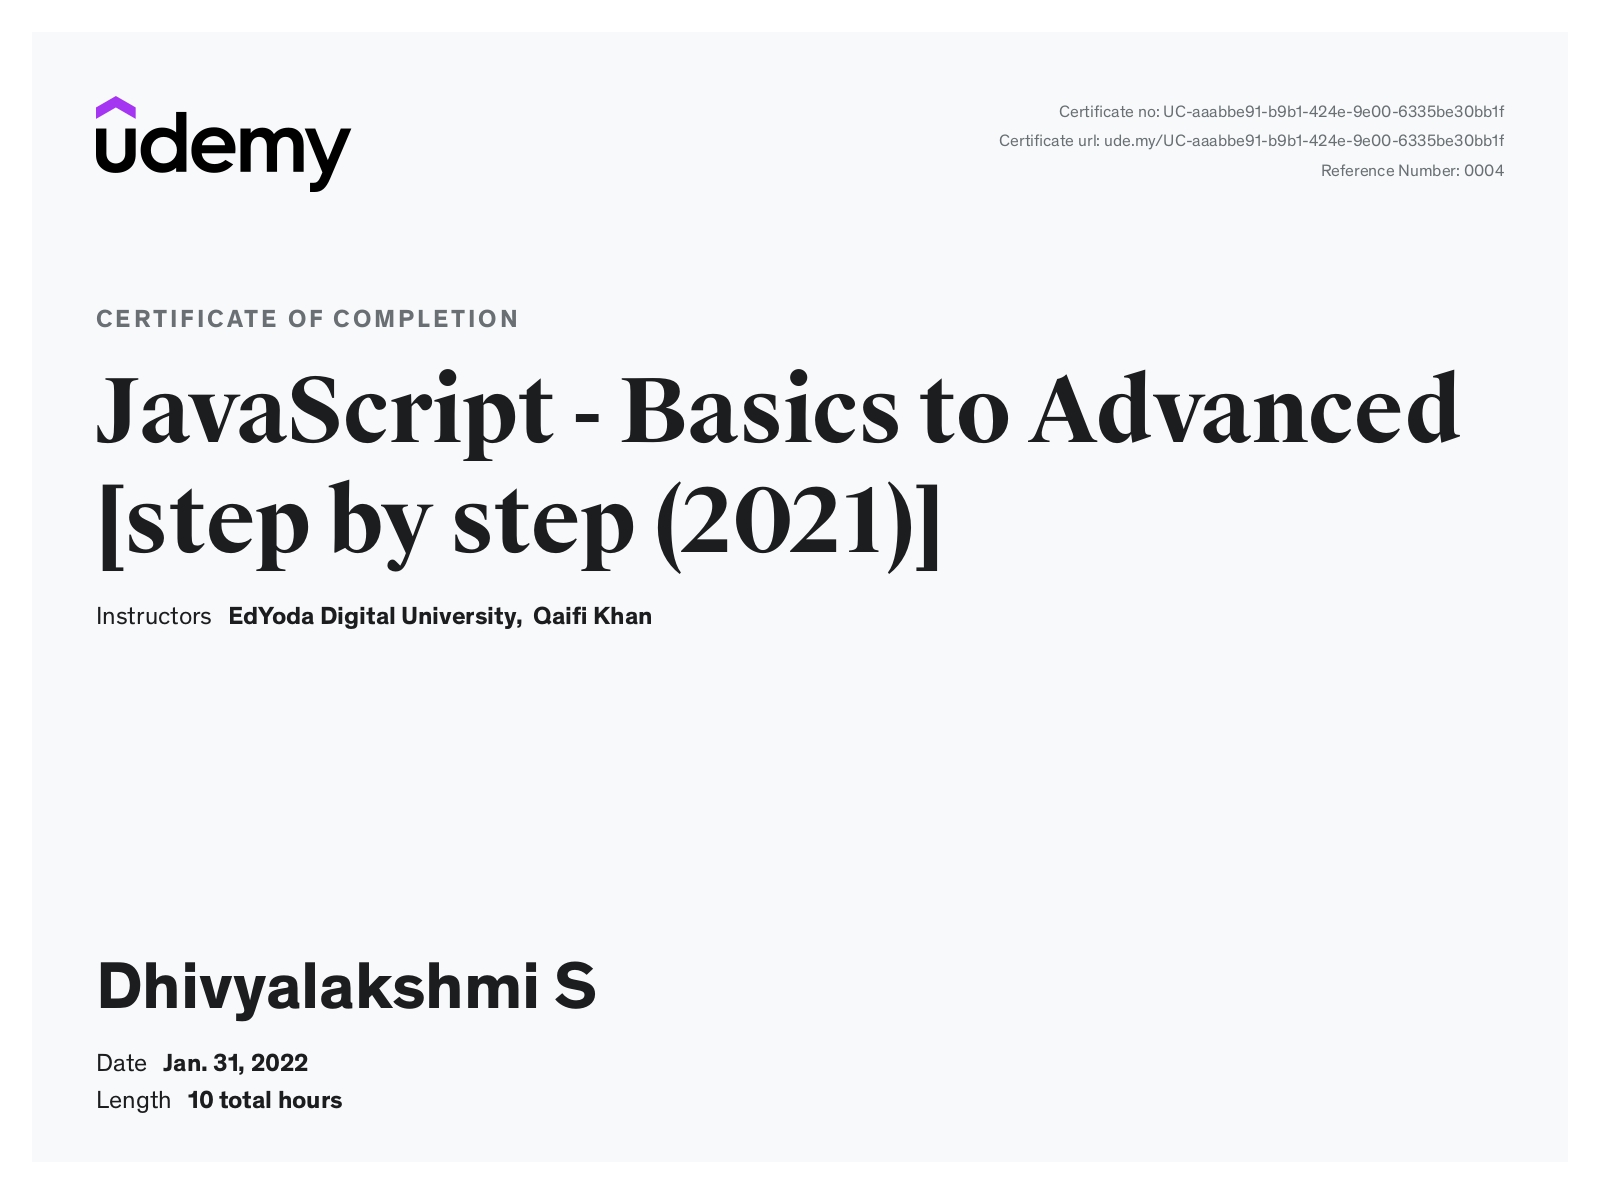 udemy
Certificate no: UC-aaabbe91-b9b1-424e-9e00-6335be30bb1f
Certificate url: ude.my/UC-aaabbe91-b9b1-424e-9e00-6335be30bb1f
Reference Number: 0004
CERTIFICATE OF COMPLETION
JavaScript - Basics to Advanced
[step by step (2021)]
Instructors EdYoda Digital University, Qaifi Khan
Dhivyalakshmi S
Date Jan. 31, 2022
Length 10 total hours